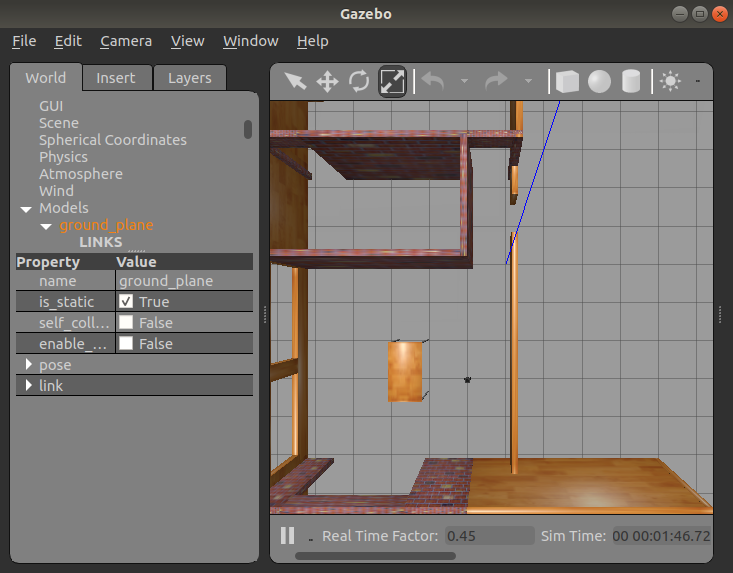 Gazebo
File Edit Camera View Window Help
World Insert Layers
GUI
Scene
Spherical Coordinates
Physics
Atmosphere
Wind
Models
ground_plane
LINKS
Property Value
name ground_plane
is_static True
self_coll... False
enable_... False
pose
link
Real Time Factor: 0.45 Sim Time: 00 00:01:46.72